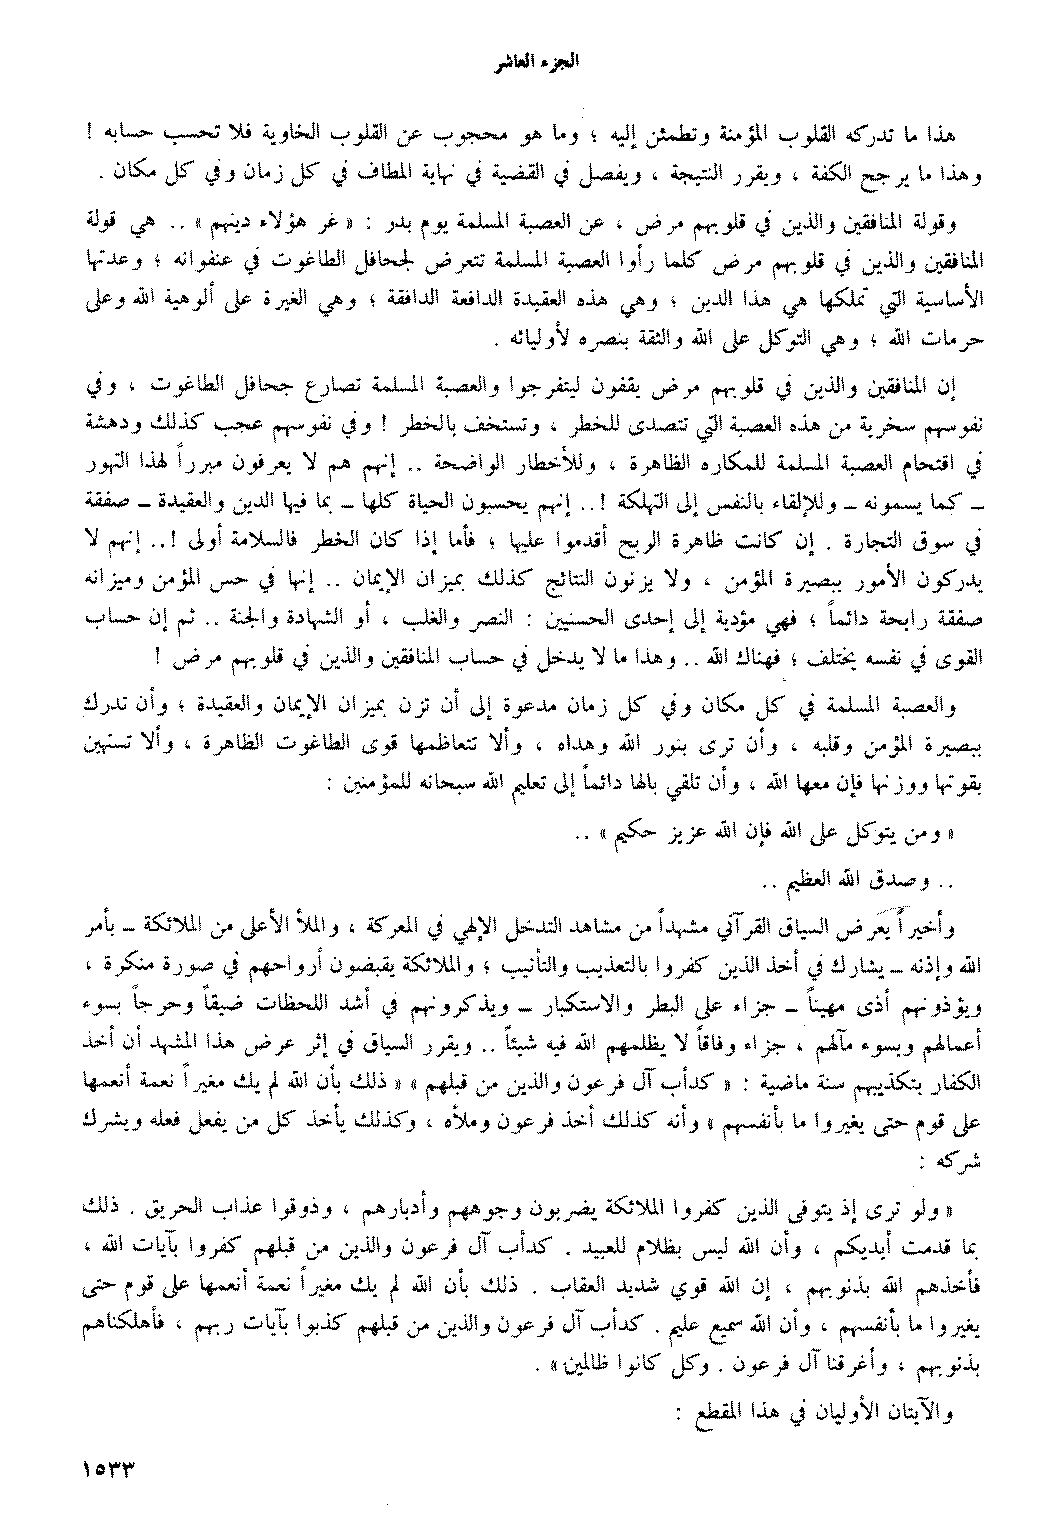 الجزء العاشر
هذا ما تدركه القلوب المؤمنة وتطمئن إليه ؛ وما هو محجوب عن القلوب الخاوية فلا تحسب حسابه !
وهذا ما يرجح الكفة ، ويقرر النتيجة ، ويفصل في القضية في نهاية المطاف في كل زمان وفي كل مكان .
وقولة المنافقين والذين في قلوبهم مرض ، عن العصبة المسلمة يوم بدر : « غر هؤلاء دينهم » .. هي قولة
المنافقين والذين في قلوبهم مرض كلما رأوا العصبة المسلمة تتعرض لجحافل الطاغوت في عنفوانه ؛ وعدتها
الأساسية التي تملكها هي هذا الدين ؛ وهي هذه العقيدة الدافعة الدافقة ؛ وهي الغيرة على ألوهية الله وعلى
حرمات الله ؛ وهي التوكل على الله والثقة بنصره لأوليائه .
إن المنافقين والذين في قلوبهم مرض يقفون ليتفرجوا والعصبة المسلمة تصارع جحافل الطاغوت ، وفي
نفوسهم سخرية من هذه العصبة التي تتصدى للخطر ، وتستخف بالخطر ! وفي نفوسهم عجب كذلك ودهشة
في اقتحام العصبة المسلمة للمكاره الظاهرة ، وللأخطار الواضحة .. إنهم هم لا يعرفون مبرراً لهذا التهور
ــ كما يسمونه ــ وللإلقاء بالنفس إلى التهلكة ! .. إنهم يحسبون الحياة كلها ــ بما فيها الدين والعقيدة ــ صفقة
في سوق التجارة . إن كانت ظاهرة الربح أقدموا عليها ؛ فأما إذا كان الخطر فالسلامة أولى ! .. إنهم لا
يدركون الأمور ببصيرة المؤمن ، ولا يزنون النتائج كذلك بميزان الإيمان .. إنها في حس المؤمن وميزانه
صفقة رابحة دائماً ؛ فهي مؤدية إلى إحدى الحسنيين : النصر والغلب ، أو الشهادة والجنة .. ثم إن حساب
القوى في نفسه يختلف ؛ فهناك الله .. وهذا ما لا يدخل في حساب المنافقين والذين في قلوبهم مرض !
والعصبة المسلمة في كل مكان وفي كل زمان مدعوة إلى أن تزن بميزان الإيمان والعقيدة ؛ وأن تدرك
ببصيرة المؤمن وقلبه ، وأن ترى بنور الله وهداه ، وألا تتعاظمها قوى الطاغوت الظاهرة ، وألا تستهين
بقوتها ووزنها فإن معها الله ، وأن تلقي بالها دائماً إلى تعليم الله سبحانه للمؤمنين :
« ومن يتوكل على الله فإن الله عزيز حكيم » ..
.. وصدق الله العظيم ..
وأخيراً يَعرض السياق القرآني مشهداً من مشاهد التدخل الإلهي في المعركة ، والملأ الأعلى من الملائكة ــ بأمر
الله وإذنه ــ يشارك في أخذ الذين كفروا بالتعذيب والتأنيب ؛ والملائكة يقبضون أرواحهم في صورة منكرة ،
ويؤذونهم أذى مهيناً ــ جزاء على البطر والاستكبار ــ ويذكرونهم في أشد اللحظات ضيقاً وحرجاً بسوء
أعمالهم وبسوء مآلهم ، جزاء وفاقاً لا يظلمهم الله فيه شيئاً .. ويقرر السياق في إثر عرض هذا المشهد أن أخذ
الكفار بتكذيبهم سنة ماضية : « كدأب آل فرعون والذين من قبلهم » « ذلك بأن الله لم يك مغيراً نعمة أنعمها
على قوم حتى يغيروا ما بأنفسهم » وأنه كذلك أخذ فرعون وملأه ، وكذلك يأخذ كل من يفعل فعله ويشرك
شركه :
« ولو ترى إذ يتوفى الذين كفروا الملائكة يضربون وجوههم وأدبارهم ، وذوقوا عذاب الحريق . ذلك
بما قدمت أيديكم ، وأن الله ليس بظلام للعبيد . كدأب آل فرعون والذين من قبلهم كفروا بآيات الله ،
فأخذهم الله بذنوبهم ، إن الله قوي شديد العقاب . ذلك بأن الله لم يك مغيراً نعمة أنعمها على قوم حتى
يغيروا ما بأنفسهم ، وأن الله سميع عليم . كدأب آل فرعون والذين من قبلهم كذبوا بآيات ربهم ، فأهلكناهم
بذنوبهم ، وأغرقنا آل فرعون . وكل كانوا ظالمين» .
والآيتان الأوليان في هذا المقطع :
١٥٣٣